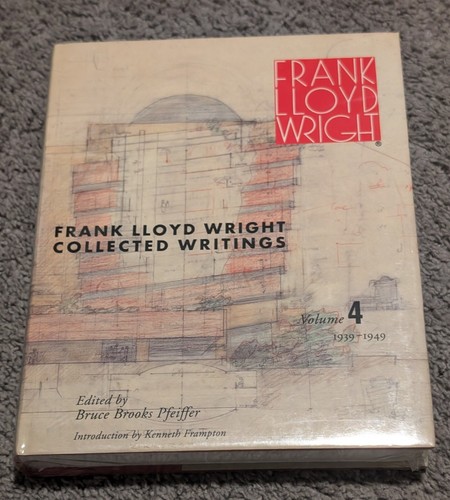 FRANK
LLOYD
WRIGHT
®
FRANK LLOYD WRIGHT
COLLECTED WRITINGS
Volume 4
1939-1949
Edited by
Bruce Brooks Pfeiffer
Introduction by Kenneth Frampton